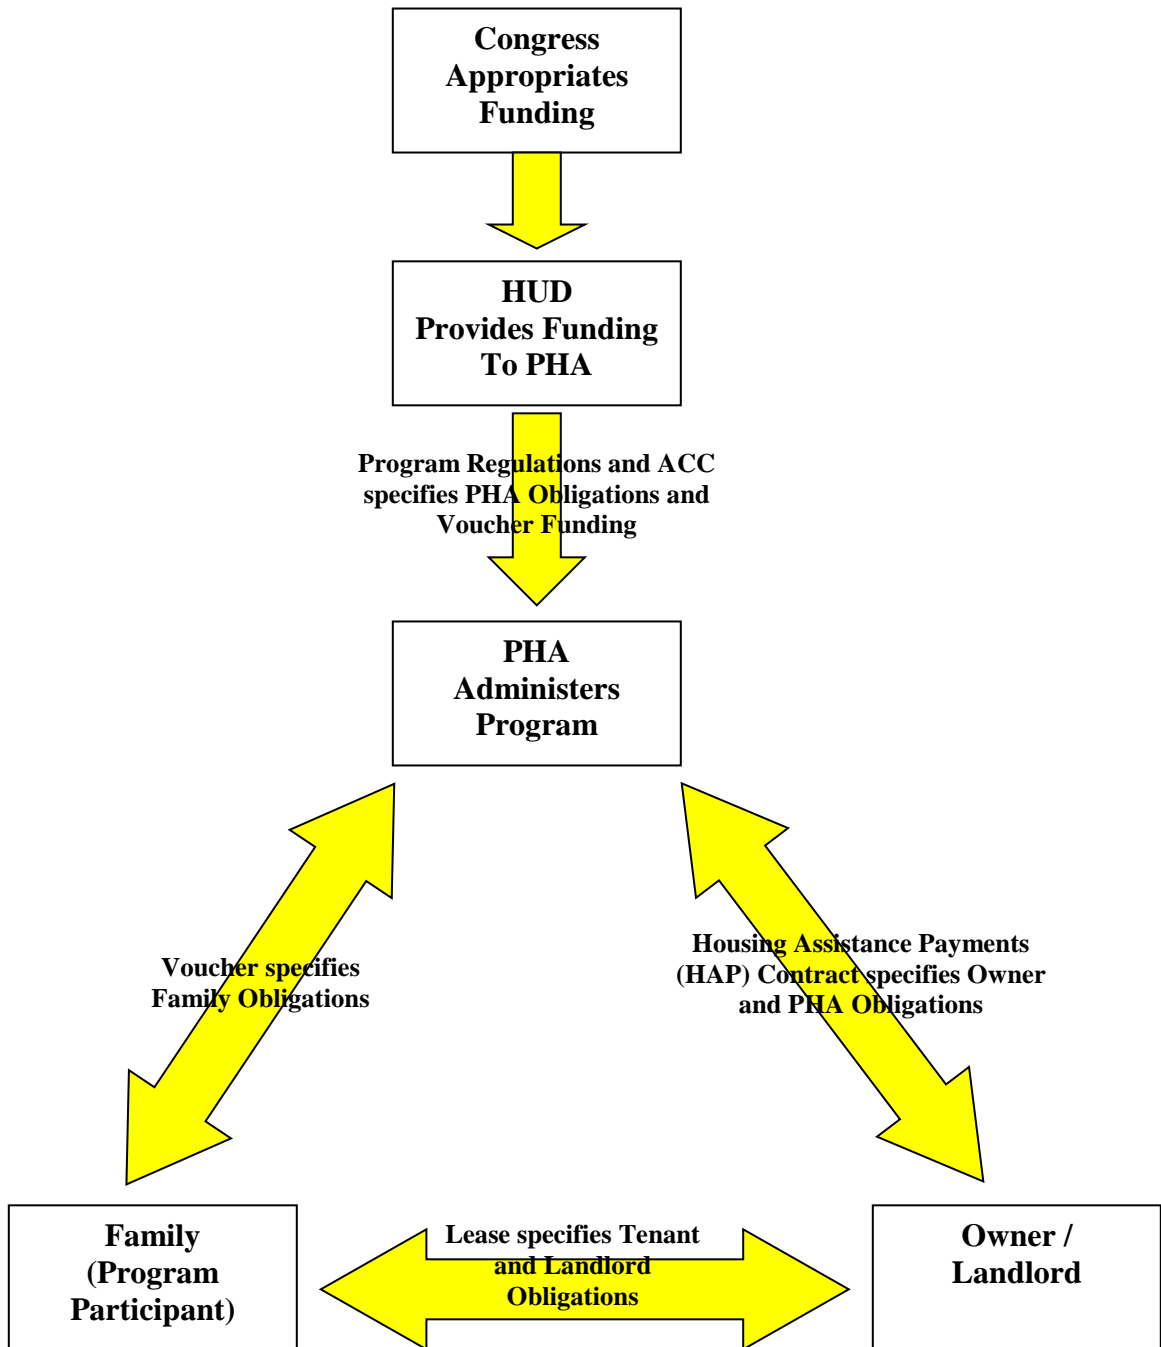 Congress
Appropriates
Funding
HUD
Provides Funding
To PHA
Program Regulations and ACC
specifies PHA Obligations and
Voucher Funding
PHA
Administers
Program
Voucher specifies
Family Obligations
Housing Assistance Payments
(HAP) Contract specifies Owner
and PHA Obligations
Family
(Program
Participant)
Lease specifies Tenant
and Landlord
Obligations
Owner /
Landlord